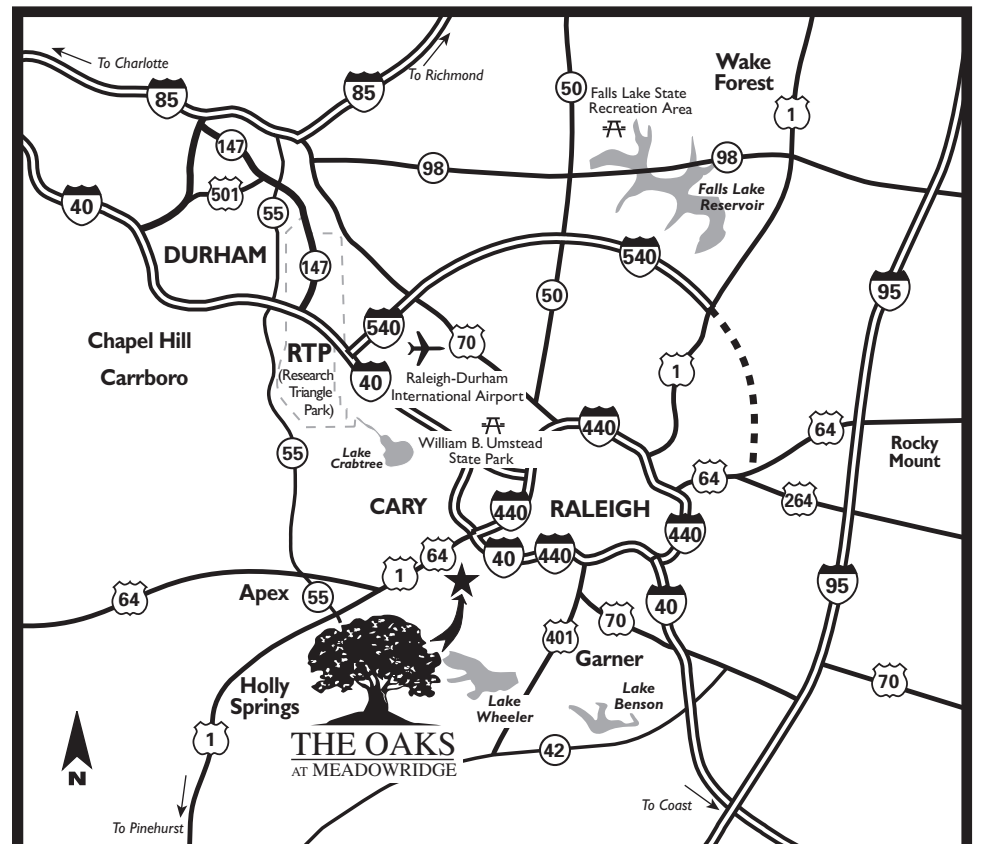 To Charlotte
To Richmond
85
85
50
Wake
Forest
Falls Lake State
Recreation Area
1
147
98
98
501
40
55
Falls Lake
Reservoir
DURHAM
147
540
95
50
540
Chapel Hill
Carrboro
70
RTP
(Research
Triangle
Park)
40
Raleigh-Durham
International Airport
1
440
64
William B. Umstead
State Park
55
Lake
Crabtree
Rocky
Mount
64
264
CARY
440
RALEIGH
440
64
40
440
1
95
64
Apex
55
40
70
401
Garner
70
Holly
Springs
Lake
Wheeler
Lake
Benson
1
THE OAKS
AT MEADOWRIDGE
42
N
To Coast
To Pinehurst